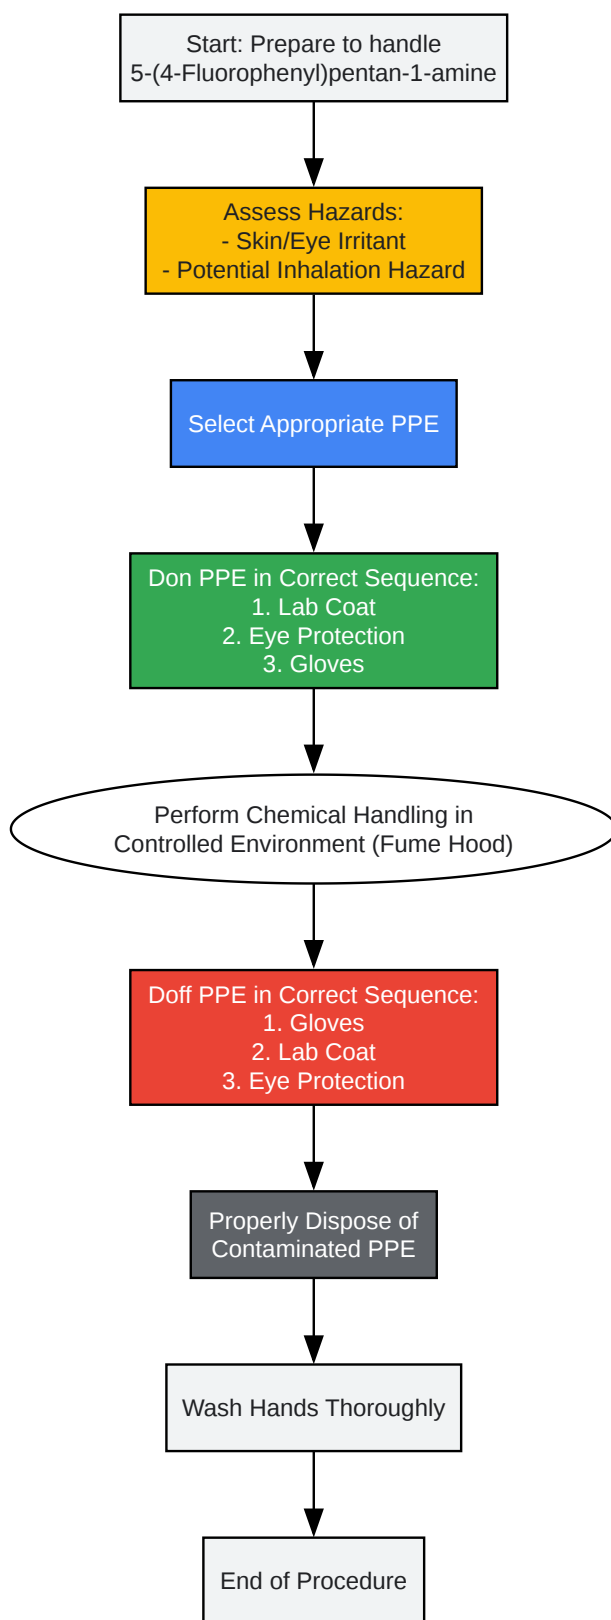 Start: Prepare to handle
5-(4-Fluorophenyl)pentan-1-amine
Assess Hazards:
- Skin/Eye Irritant
- Potential Inhalation Hazard
Select Appropriate PPE
Don PPE in Correct Sequence:
1. Lab Coat
2. Eye Protection
3. Gloves
Perform Chemical Handling in
Controlled Environment (Fume Hood)
Doff PPE in Correct Sequence:
1. Gloves
2. Lab Coat
3. Eye Protection
Properly Dispose of
Contaminated PPE
Wash Hands Thoroughly
End of Procedure